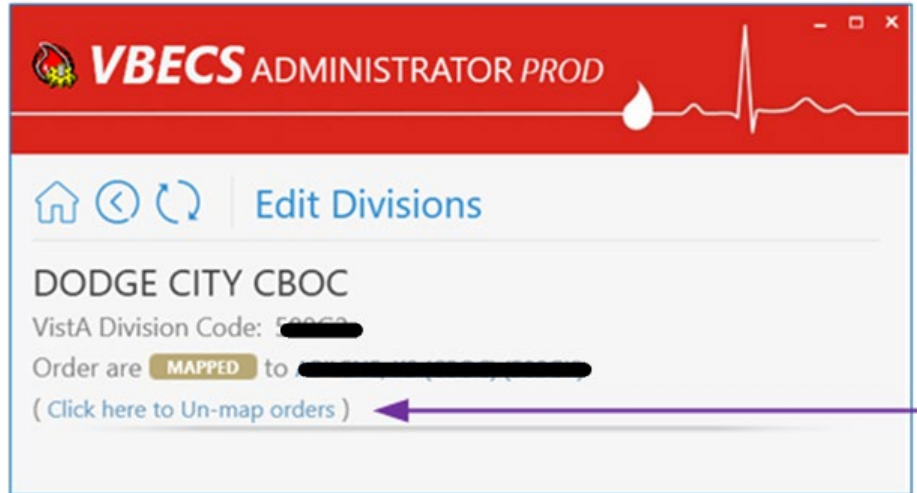 VBECS ADMINISTRATOR PROD
Edit Divisions
DODGE CITY CBOC
VistA Division Code:
Order are MAPPED to
( Click here to Un-map orders )